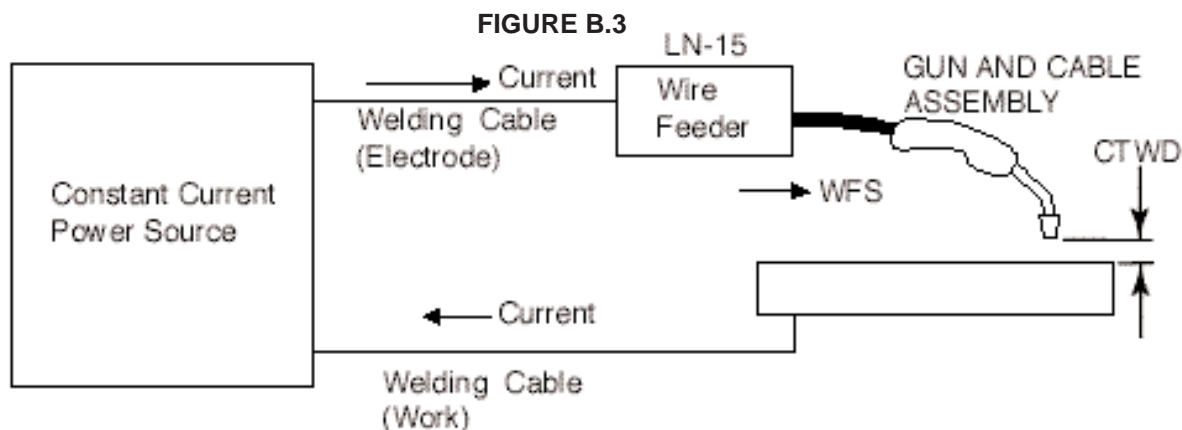 FIGURE B.3
LN-15
Current
Wire
Feeder
GUN AND CABLE
ASSEMBLY
Welding Cable
(Electrode)
CTWD
Constant Current
Power Source
WFS
Current
Welding Cable
(Work)